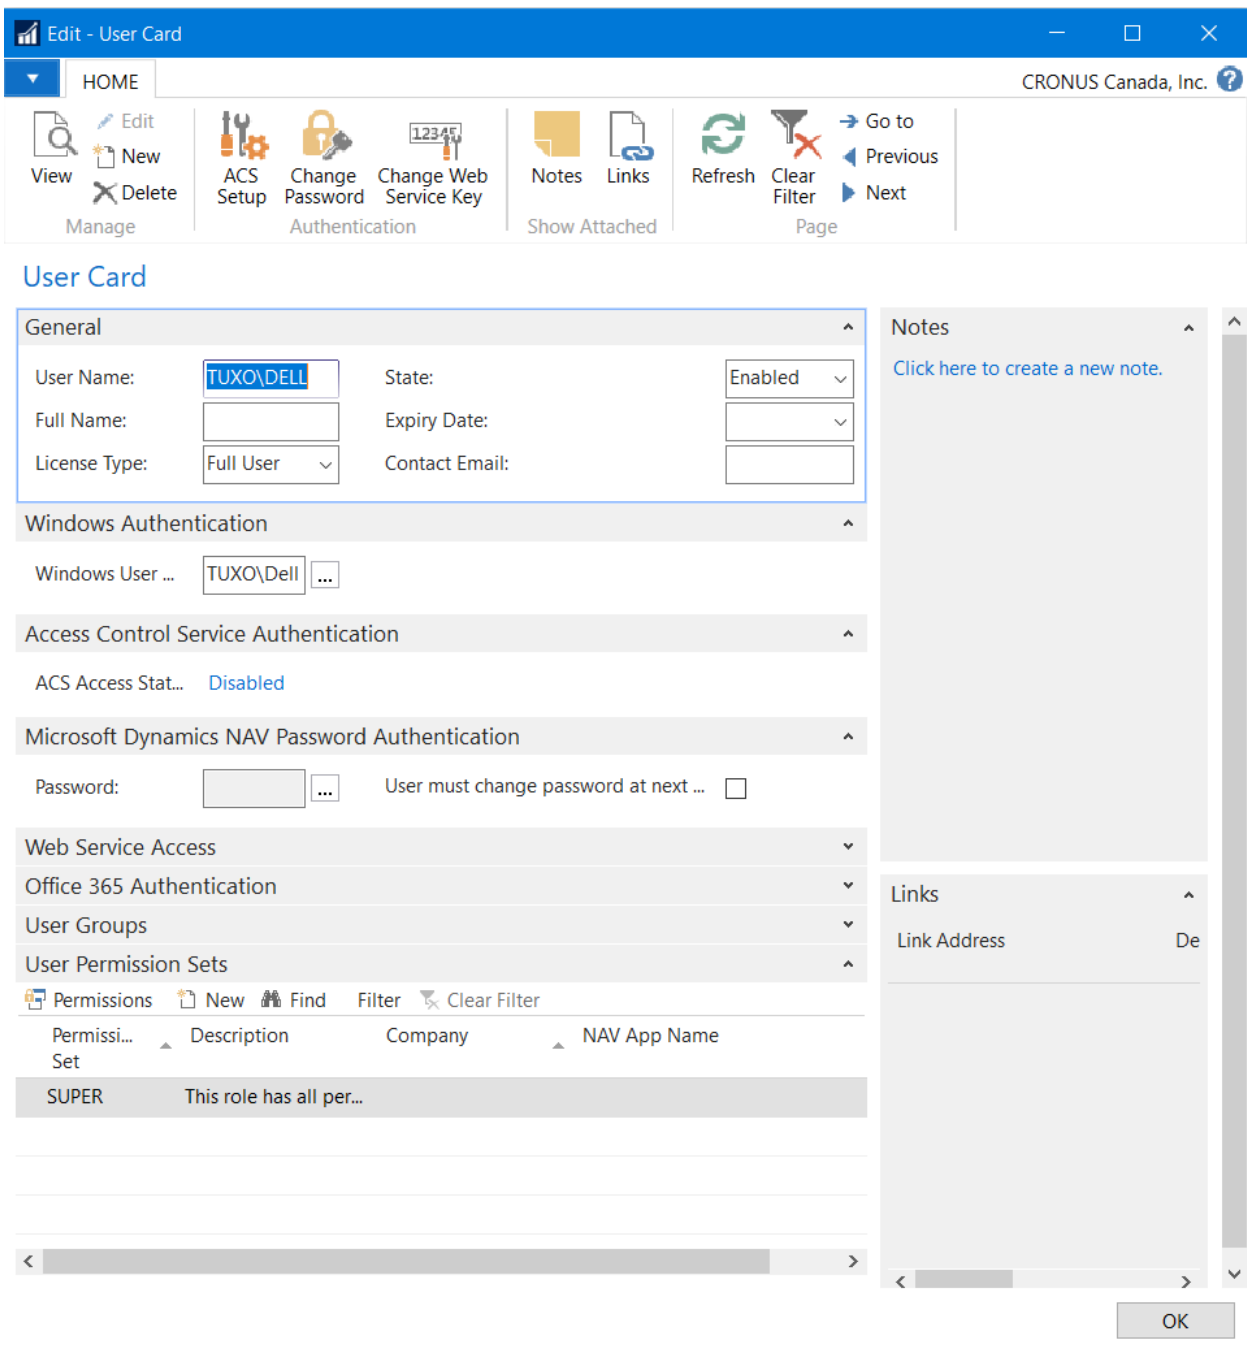 Edit - User Card
HOME
CRONUS Canada, Inc.
View
Edit
New
Delete
Manage
ACS Setup
Change Password
12345
Change Web Service Key
Authentication
Notes
Links
Show Attached
Refresh
Clear Filter
Go to
Previous
Next
Page
User Card
General
User Name: TUXO\DELL
State: Enabled
Full Name:
Expiry Date:
License Type: Full User
Contact Email:
Windows Authentication
Windows User ... TUXO\Dell ...
Access Control Service Authentication
ACS Access Stat... Disabled
Microsoft Dynamics NAV Password Authentication
Password: ...
User must change password at next ...
Web Service Access
Office 365 Authentication
User Groups
User Permission Sets
Permissions New Find Filter Clear Filter
Permissi... Set Description Company NAV App Name
SUPER This role has all per...
Notes
Click here to create a new note.
Links
Link Address De
OK